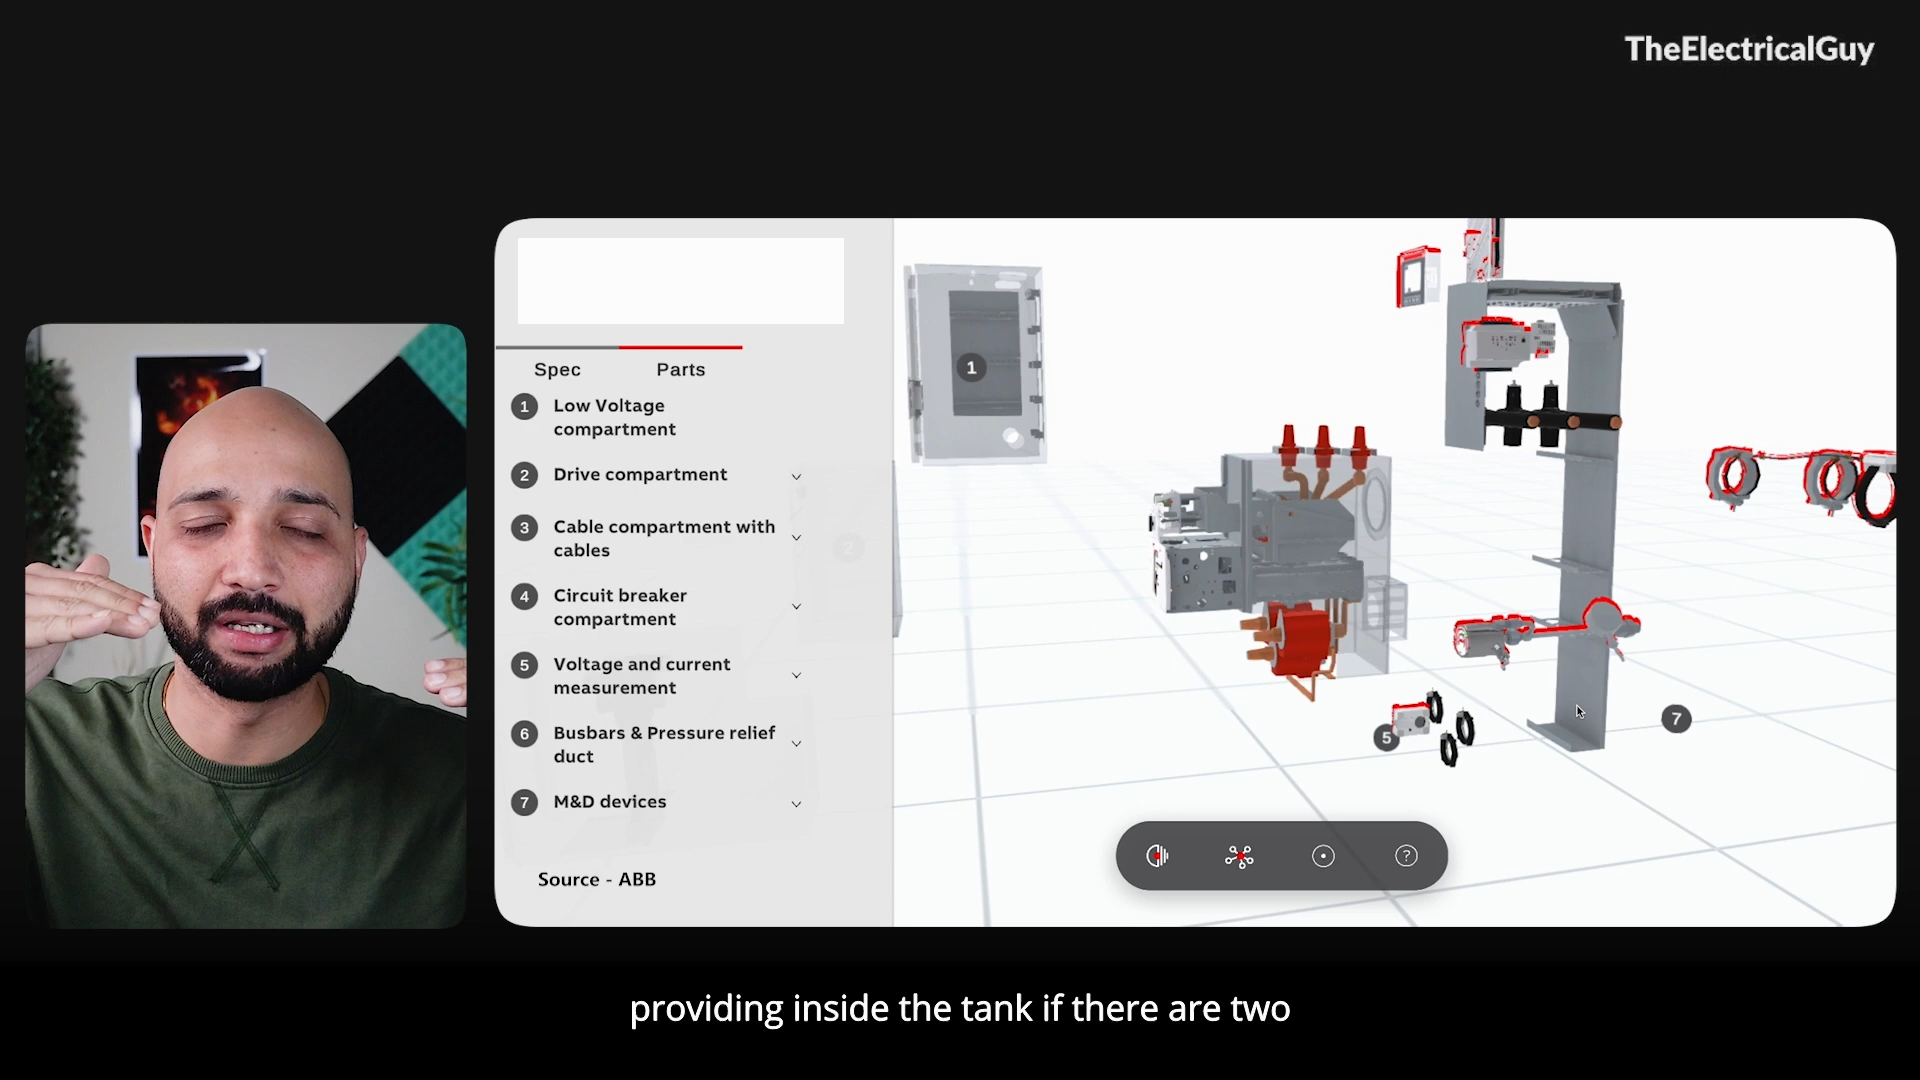 TheElectricalGuy
Spec
Parts
1 Low Voltage
compartment
2 Drive compartment
3 Cable compartment with
cables
4 Circuit breaker
compartment
5 Voltage and current
measurement
6 Busbars & Pressure relief
duct
7 M&D devices
Source - ABB
1
2
5
7
?
providing inside the tank if there are two